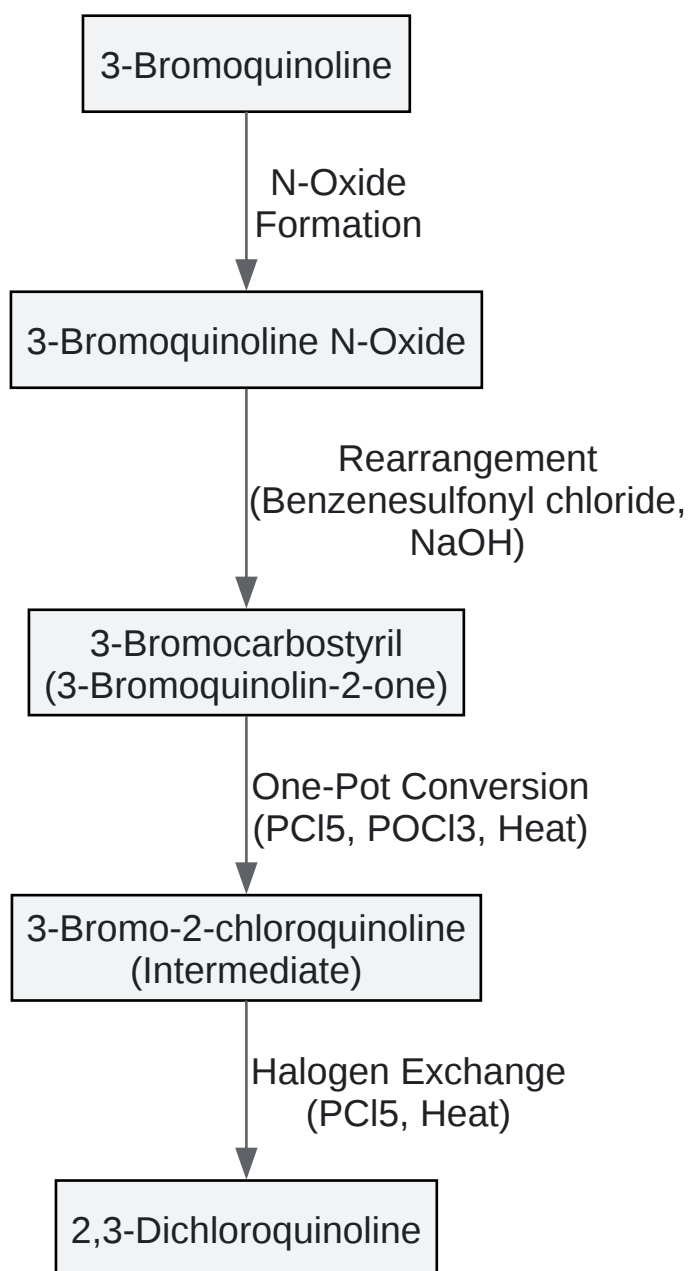 3-Bromoquinoline
N-Oxide
Formation
3-Bromoquinoline N-Oxide
Rearrangement
(Benzenesulfonyl chloride,
NaOH)
3-Bromocarbostyril
(3-Bromoquinolin-2-one)
One-Pot Conversion
(PCl5, POCl3, Heat)
3-Bromo-2-chloroquinoline
(Intermediate)
Halogen Exchange
(PCl5, Heat)
2,3-Dichloroquinoline